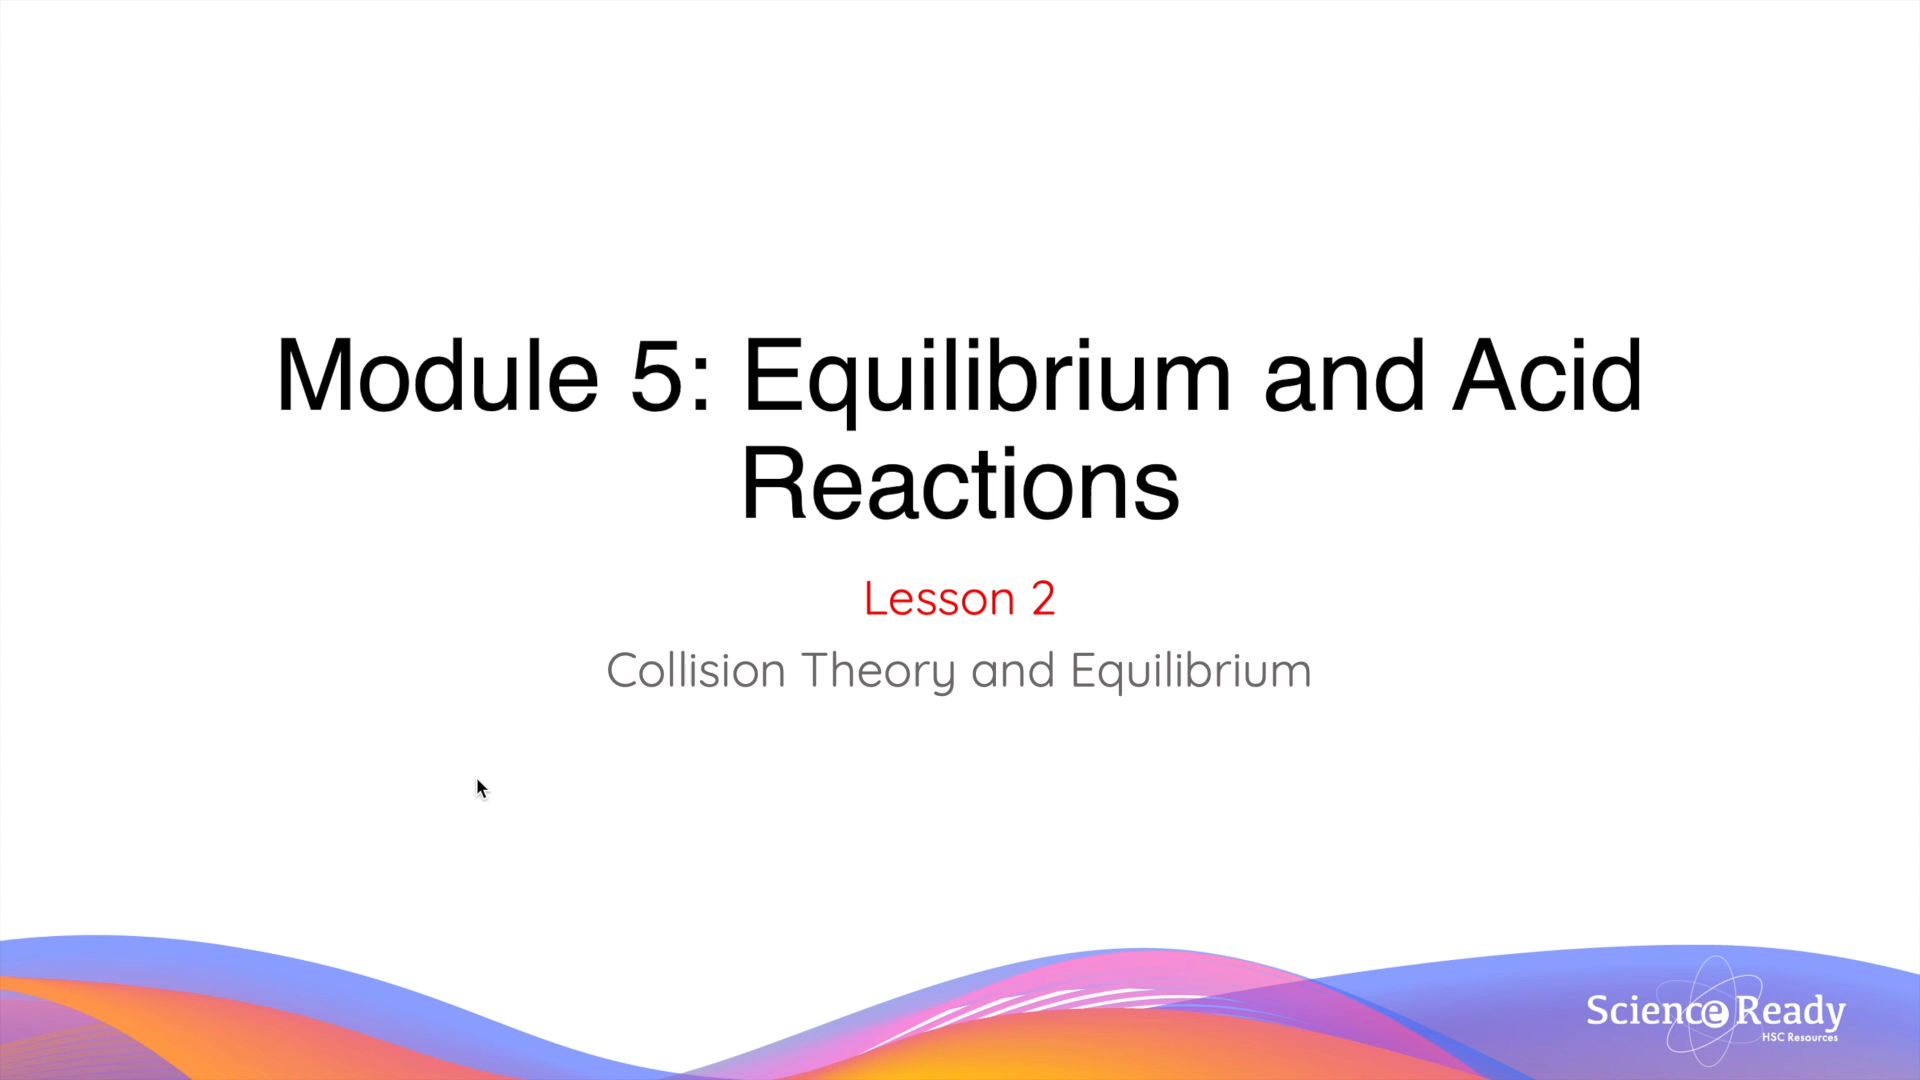 Module 5: Equilibrium and Acid
Reactions
Lesson 2
Collision Theory and Equilibrium
Science Ready
HSC Resources